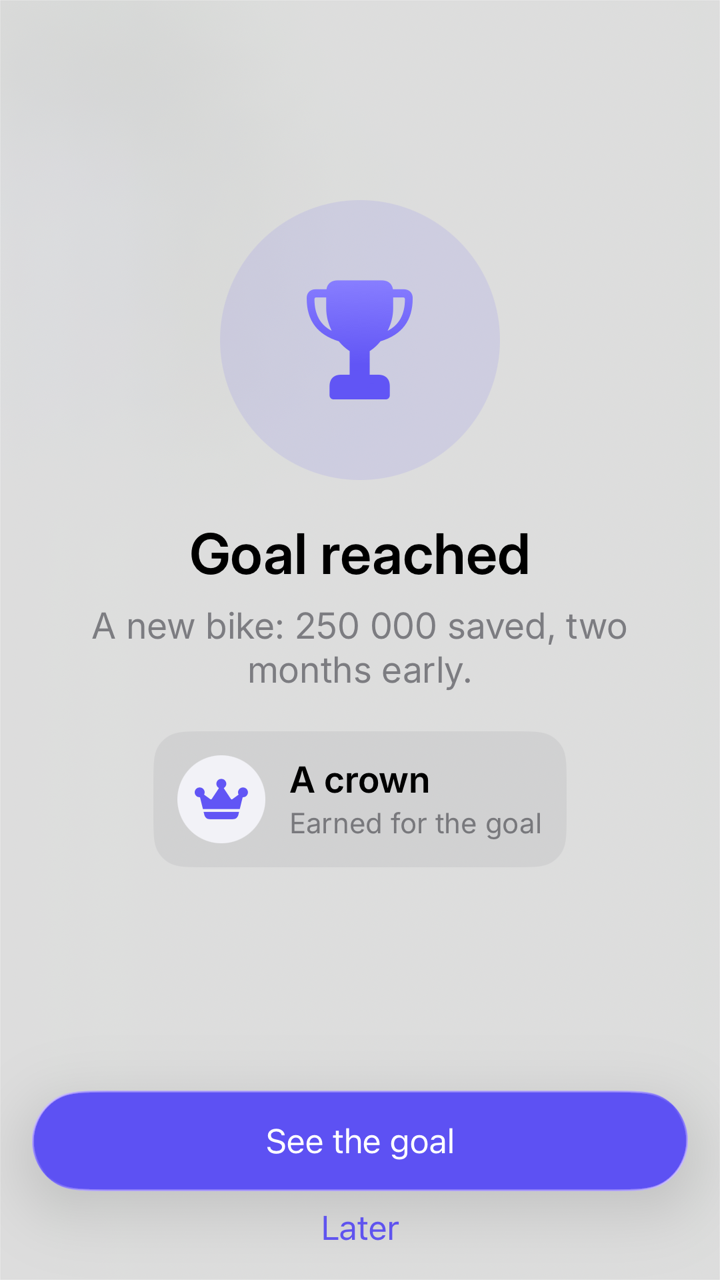 Goal reached
A new bike: 250 000 saved, two
months early.
A crown
Earned for the goal
See the goal
Later